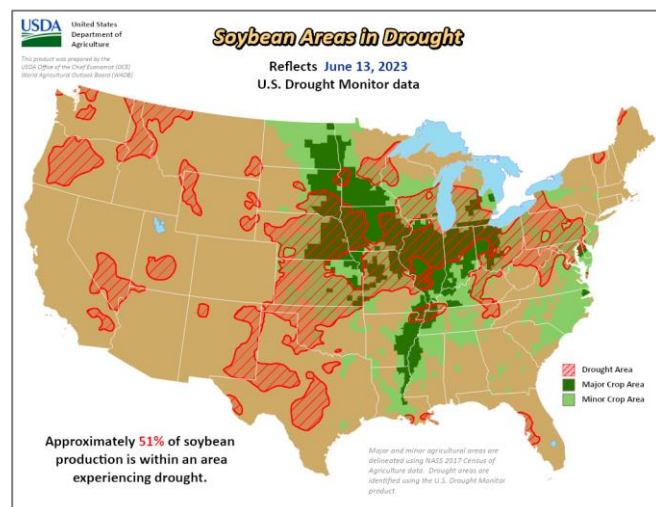 USDA
United States
Department of
Agriculture
This product was prepared by the
USDA Office of the Chief Economist (OCE)
World Agricultural Outlook Board (WAOB)
Soybean Areas in Drought
Reflects June 13, 2023
U.S. Drought Monitor data
Drought Area
Major Crop Area
Minor Crop Area
Approximately 51% of soybean
production is within an area
experiencing drought.
Major and minor agricultural areas are
delineated using NASS 2017 Census of
Agriculture data. Drought areas are
identified using the U.S. Drought Monitor
product.